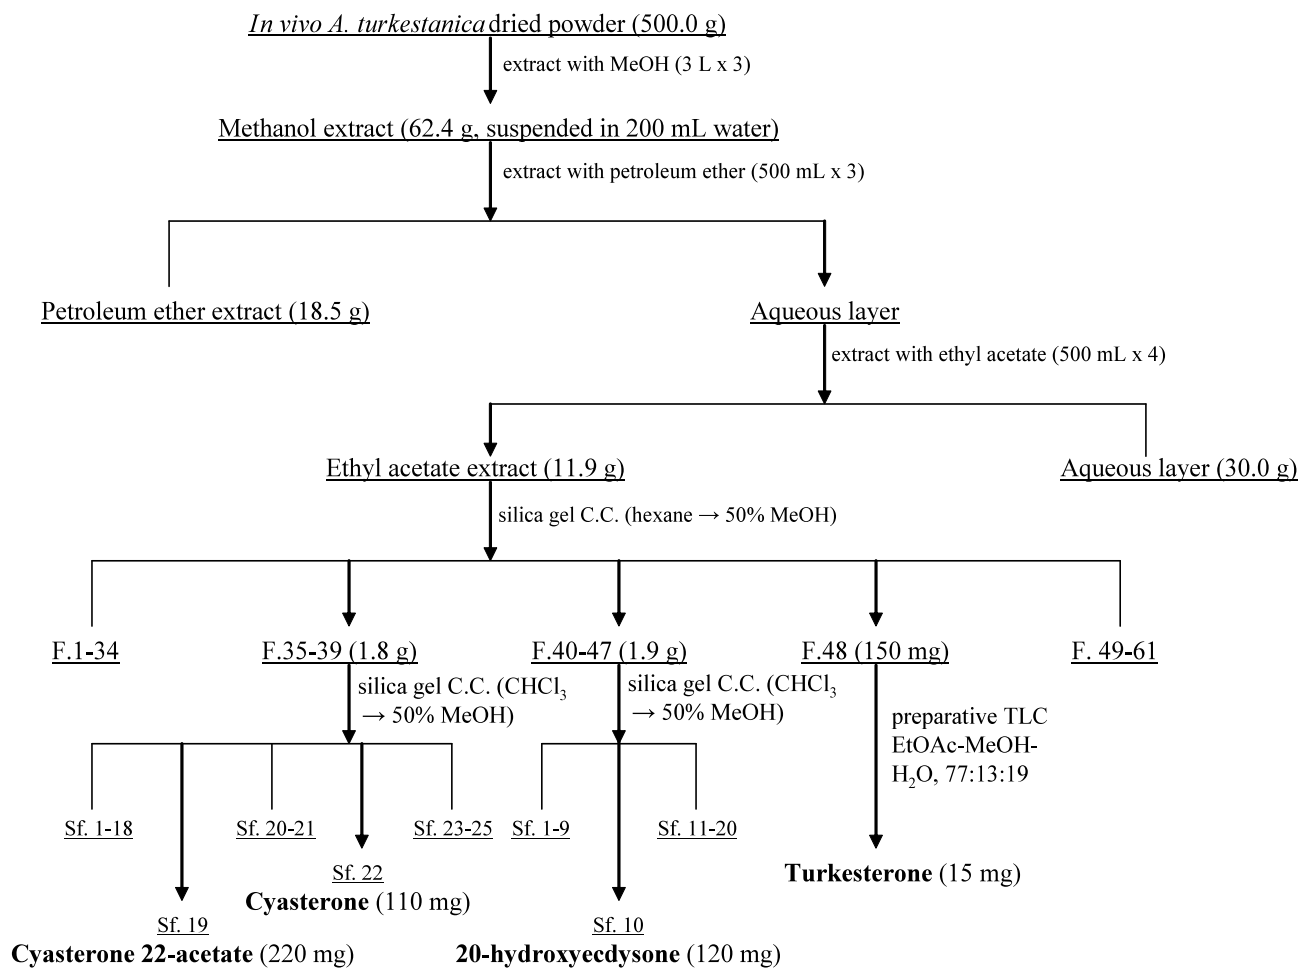 In vivo A. turkestanica dried powder (500.0 g)
extract with MeOH (3 L x 3)
Methanol extract (62.4 g, suspended in 200 mL water)
extract with petroleum ether (500 mL x 3)
Petroleum ether extract (18.5 g)
Aqueous layer
extract with ethyl acetate (500 mL x 4)
Ethyl acetate extract (11.9 g)
Aqueous layer (30.0 g)
silica gel C.C. (hexane → 50% MeOH)
F.1-34
F.35-39 (1.8 g)
F.40-47 (1.9 g)
F.48 (150 mg)
F. 49-61
silica gel C.C. (CHCl3
→ 50% MeOH)
silica gel C.C. (CHCl3
→ 50% MeOH)
preparative TLC
EtOAc-MeOH-
H2O, 77:13:19
Sf. 1-18
Sf. 20-21
Sf. 23-25
Sf. 1-9
Sf. 11-20
Sf. 22
Cyasterone (110 mg)
Turkesterone (15 mg)
Sf. 19
Cyasterone 22-acetate (220 mg)
Sf. 10
20-hydroxyecdysone (120 mg)